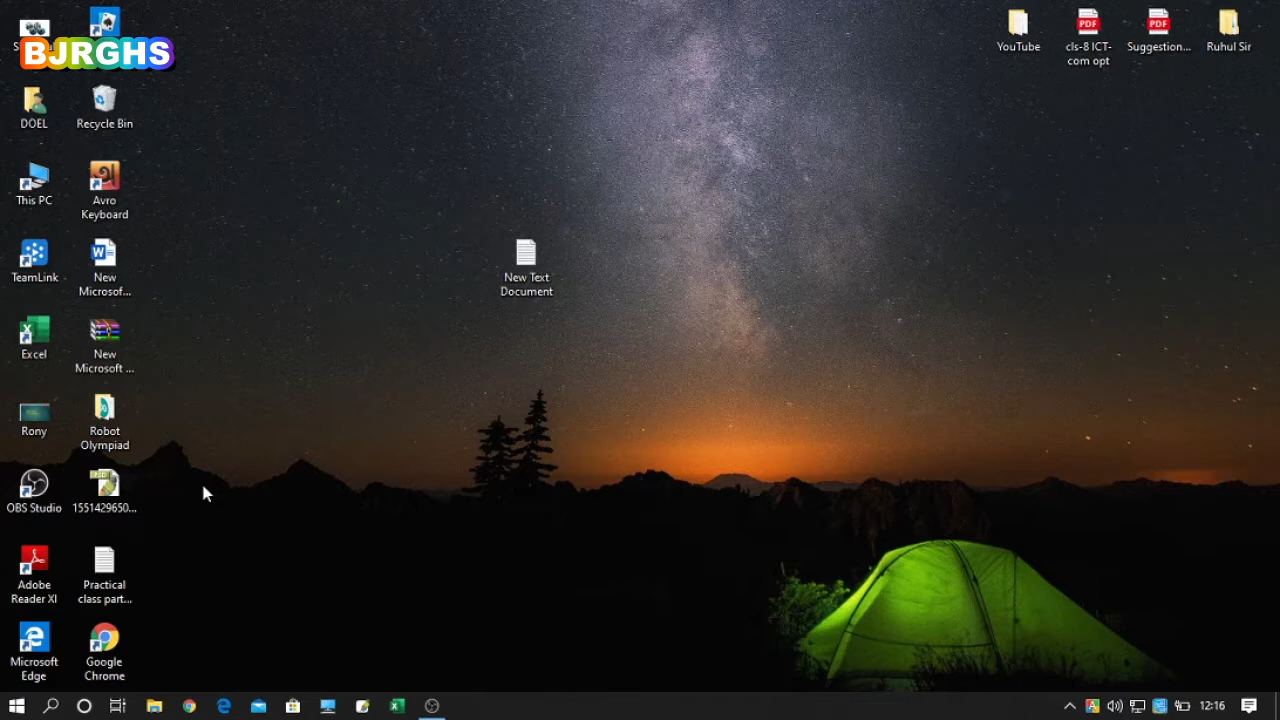 BJRGHS
DOEL
Recycle Bin
This PC
Avro
Keyboard
TeamLink
New
Microsof...
Excel
New
Microsoft ...
Rony
Robot
Olympiad
OBS Studio
1551429650...
Adobe
Reader XI
Practical
class part...
Microsoft
Edge
Google
Chrome
New Text
Document
YouTube
cls-8 ICT-
com opt
Suggestion...
Ruhul Sir
PDF
PDF
12:16